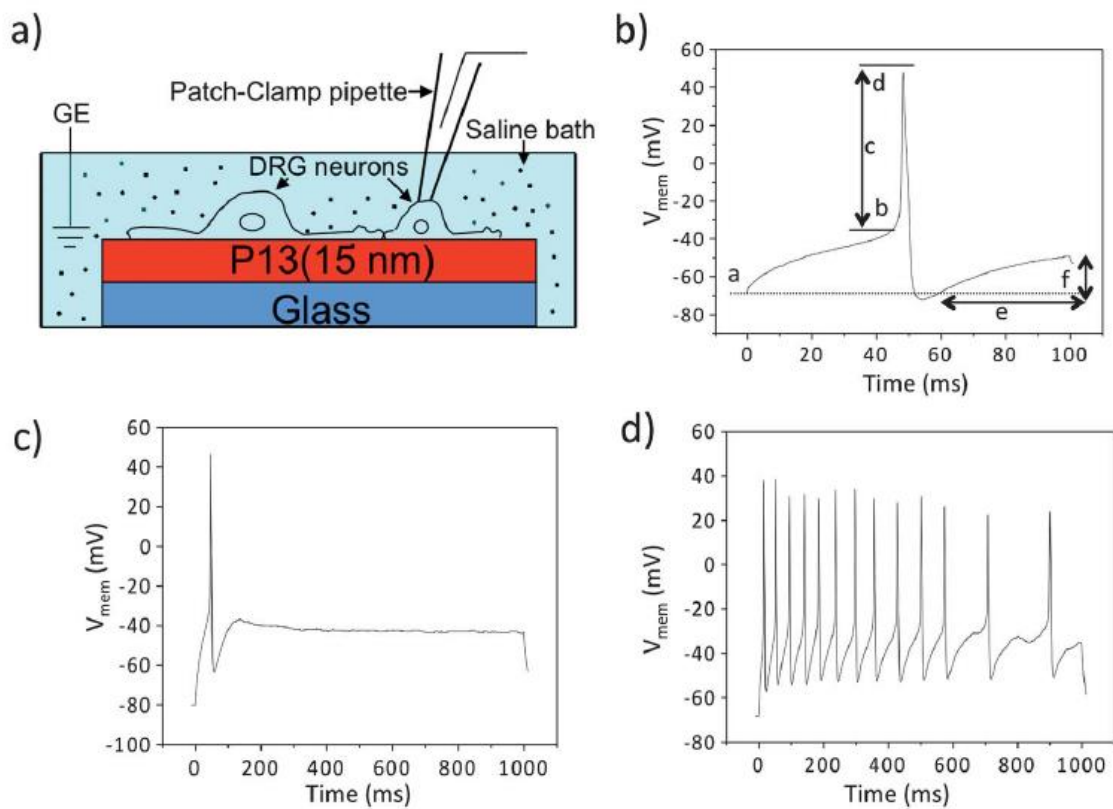 a)
GE
Patch-Clamp pipette
Saline bath
DRG neurons
P13(15 nm)
Glass
b)
60
40
20
0
-20
-40
-60
-80
V_mem (mV)
a
b
c
d
e
f
0 20 40 60 80 100
Time (ms)
c)
60
40
20
0
-20
-40
-60
-80
-100
V_mem (mV)
0 200 400 600 800 1000
Time (ms)
d)
60
40
20
0
-20
-40
-60
-80
V_mem (mV)
0 200 400 600 800 1000
Time (ms)